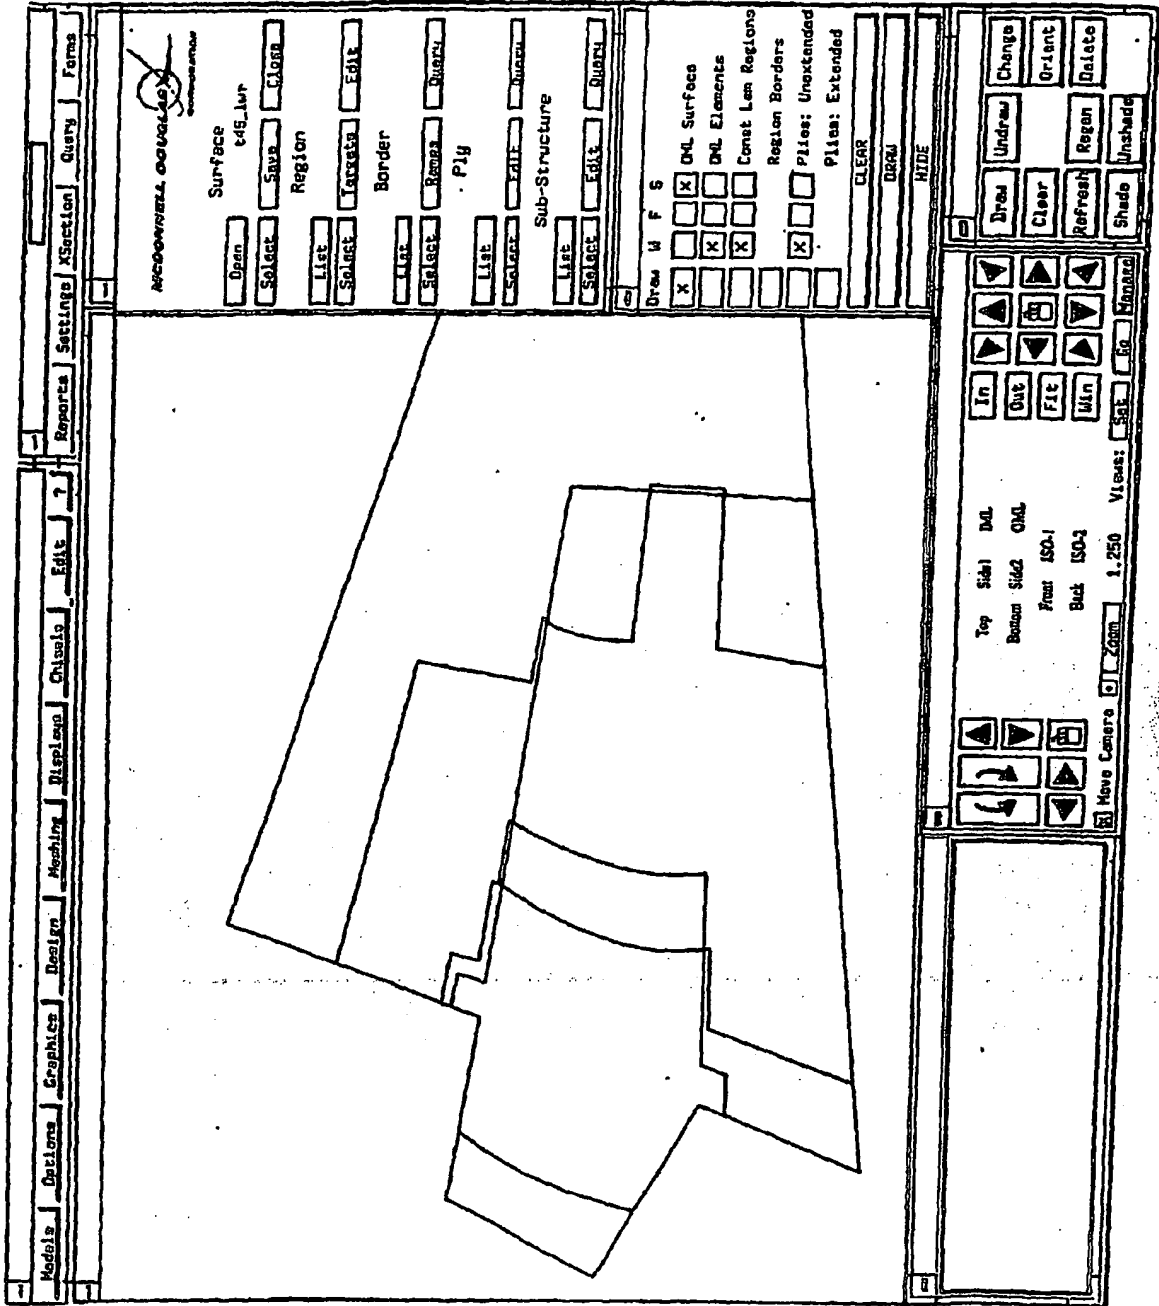 Models Options Graphics Design Meshing Displays Chisels Edit ?
Reports Settings XSection Query Forms
MCDONNELL DOUGLAS
CORPORATION
Surface
Open t45_lwr
Select Save Close
Region
List
Select Targets Edit
Border
List
Select Ramps Query
Ply
List
Select Edit Query
Sub-Structure
List
Select Edit Query
Draw W F S
X X OML Surface
X OML Elements
X Const Lam Regions
Region Borders
X Plies: Unextended
Plies: Extended
CLEAR
DRAW
HIDE
Top Side1 IML
Bottom Side2 OML
Front ISO-1
Back ISO-2
In
Out
Fit
Win
X Move Camera Zoom 1.250 Views: Set Go Manage
Draw Undraw Change
Clear Orient
Refresh Regen Delete
Shade Unshade